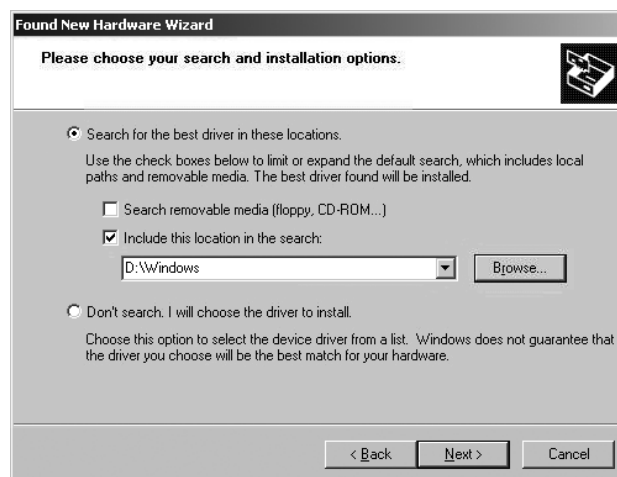 Found New Hardware Wizard
Please choose your search and installation options.
Search for the best driver in these locations.
Use the check boxes below to limit or expand the default search, which includes local
paths and removable media. The best driver found will be installed.
Search removable media (floppy, CD-ROM...)
Include this location in the search:
D:\Windows
Browse...
Don't search. I will choose the driver to install.
Choose this option to select the device driver from a list. Windows does not guarantee that
the driver you choose will be the best match for your hardware.
< Back
Next >
Cancel